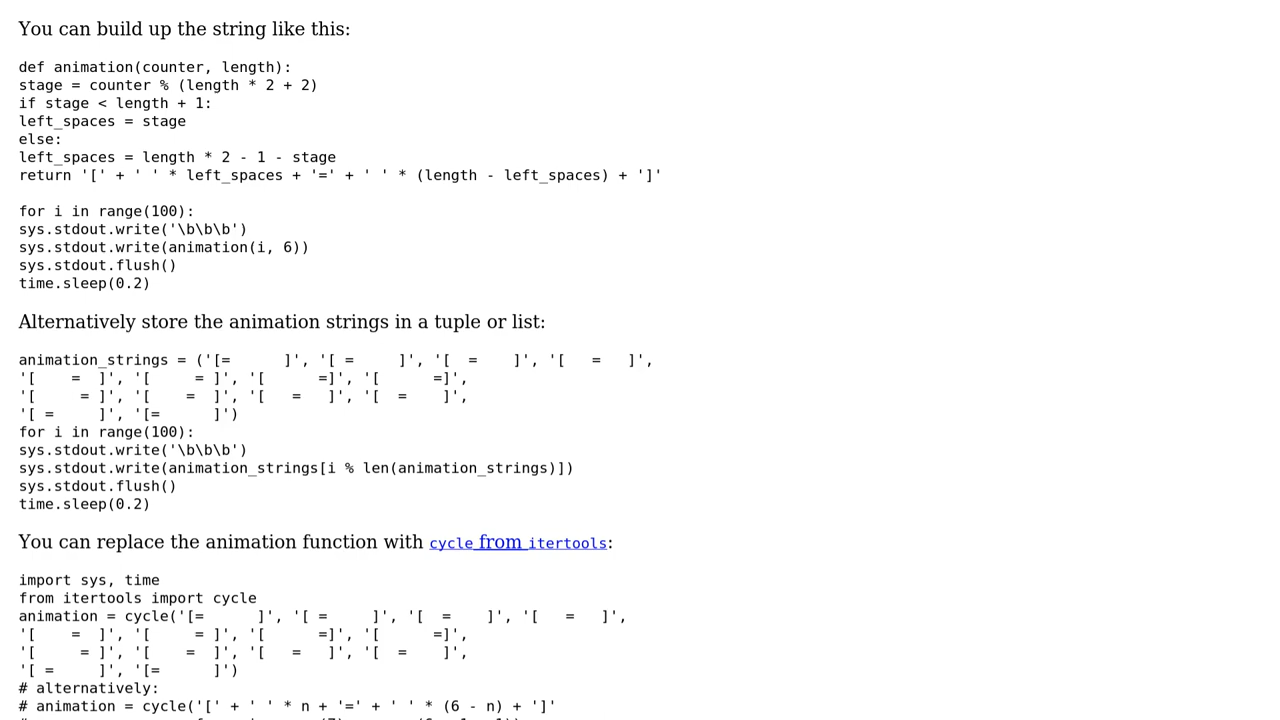 You can build up the string like this:
def animation(counter, length):
stage = counter % (length * 2 + 2)
if stage < length + 1:
left_spaces = stage
else:
left_spaces = length * 2 - 1 - stage
return '[' + ' ' * left_spaces + '=' + ' ' * (length - left_spaces) + ']'
for i in range(100):
sys.stdout.write('\b\b\b')
sys.stdout.write(animation(i, 6))
sys.stdout.flush()
time.sleep(0.2)
Alternatively store the animation strings in a tuple or list:
animation_strings = ('[=      ]', '[ =     ]', '[  =    ]', '[   =   ]',
'[    =  ]', '[     = ]', '[      =]', '[      =]',
'[     = ]', '[    =  ]', '[   =   ]', '[  =    ]',
'[ =     ]', '[=      ]')
for i in range(100):
sys.stdout.write('\b\b\b')
sys.stdout.write(animation_strings[i % len(animation_strings)])
sys.stdout.flush()
time.sleep(0.2)
You can replace the animation function with cycle from itertools:
import sys, time
from itertools import cycle
animation = cycle('[=      ]', '[ =     ]', '[  =    ]', '[   =   ]',
'[    =  ]', '[     = ]', '[      =]', '[      =]',
'[     = ]', '[    =  ]', '[   =   ]', '[  =    ]',
'[ =     ]', '[=      ]')
# alternatively:
# animation = cycle('[' + ' ' * n + '=' + ' ' * (6 - n) + ']'